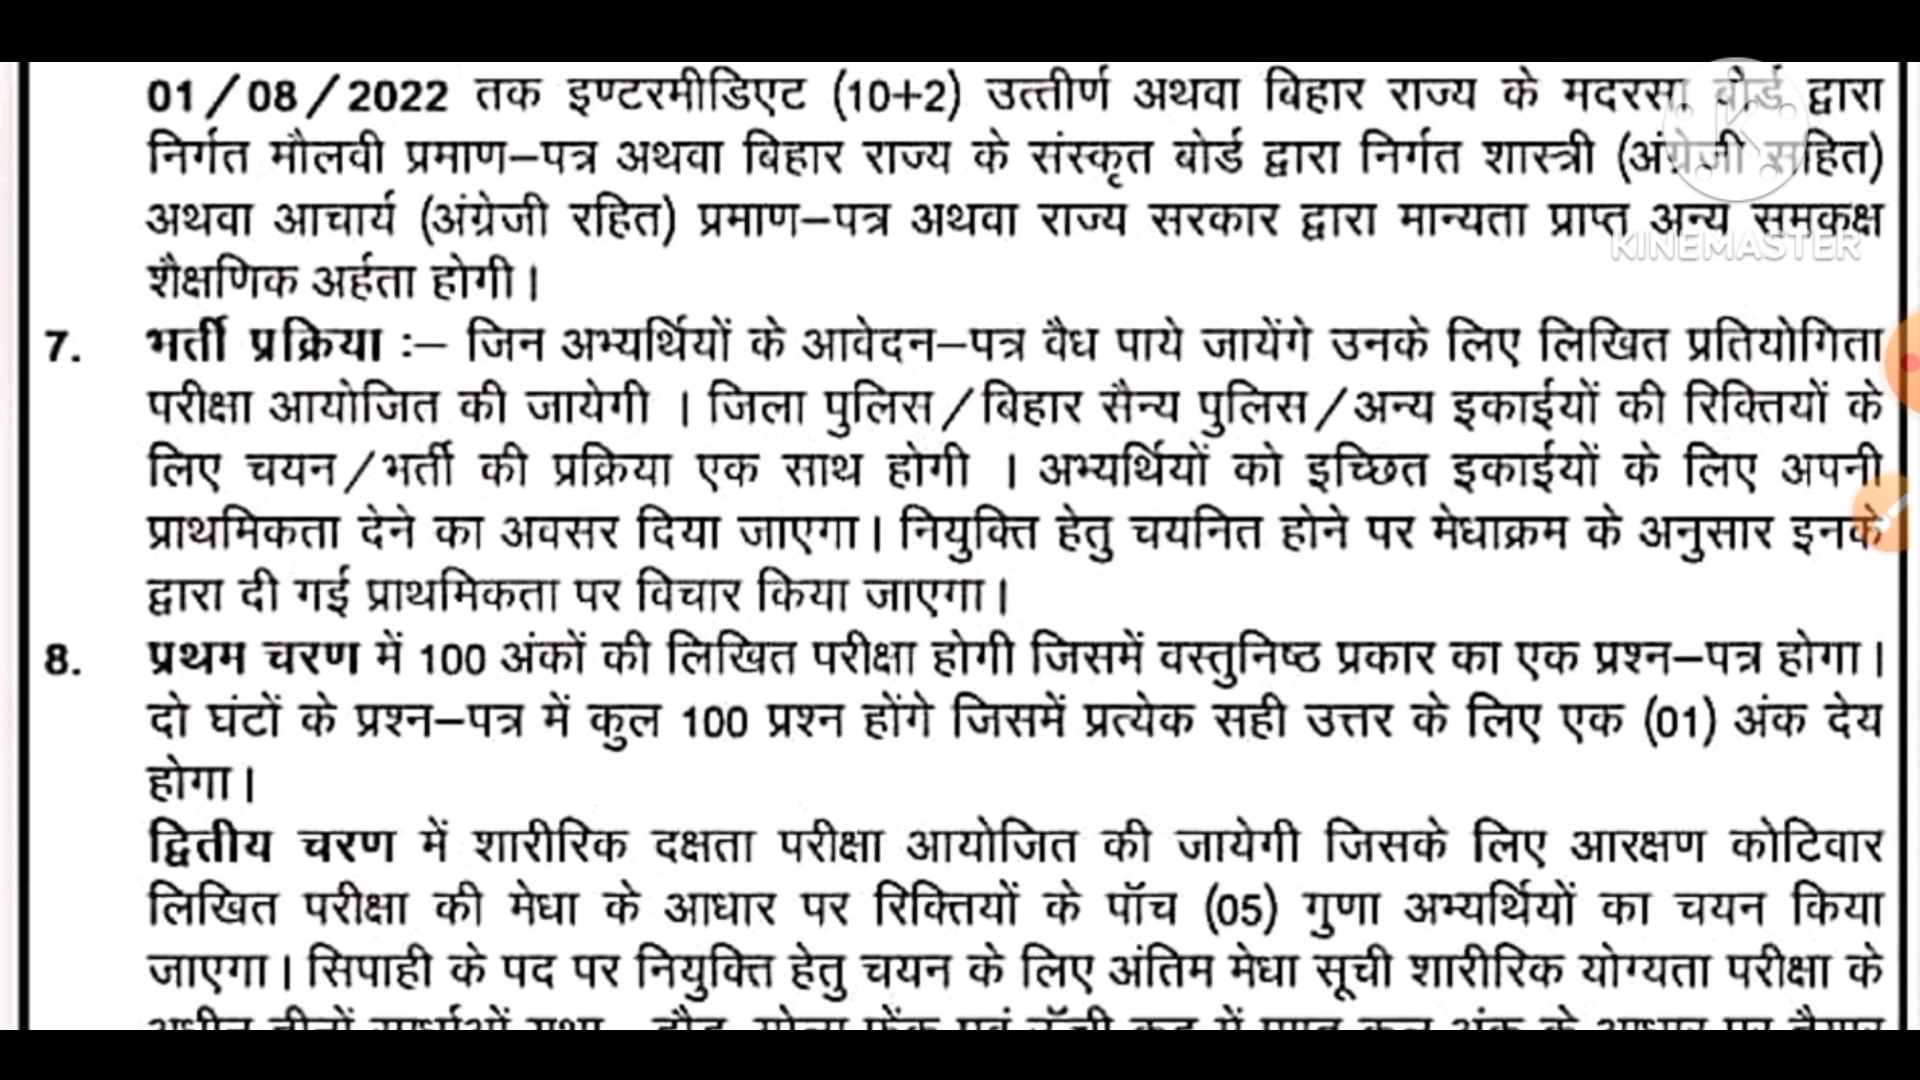 01/08/2022 तक इण्टरमीडिएट (10+2) उत्तीर्ण अथवा बिहार राज्य के मदरसा बोर्ड द्वारा
निर्गत मौलवी प्रमाण–पत्र अथवा बिहार राज्य के संस्कृत बोर्ड द्वारा निर्गत शास्त्री (अंग्रेजी सहित)
अथवा आचार्य (अंग्रेजी रहित) प्रमाण–पत्र अथवा राज्य सरकार द्वारा मान्यता प्राप्त अन्य समकक्ष
KINEMASTER
शैक्षणिक अर्हता होगी।
7. भर्ती प्रक्रिया :– जिन अभ्यर्थियों के आवेदन–पत्र वैध पाये जायेंगे उनके लिए लिखित प्रतियोगिता
परीक्षा आयोजित की जायेगी । जिला पुलिस/बिहार सैन्य पुलिस/अन्य इकाईयों की रिक्तियों के
लिए चयन/भर्ती की प्रक्रिया एक साथ होगी । अभ्यर्थियों को इच्छित इकाईयों के लिए अपनी
प्राथमिकता देने का अवसर दिया जाएगा। नियुक्ति हेतु चयनित होने पर मेधाक्रम के अनुसार इनके
द्वारा दी गई प्राथमिकता पर विचार किया जाएगा।
8. प्रथम चरण में 100 अंकों की लिखित परीक्षा होगी जिसमें वस्तुनिष्ठ प्रकार का एक प्रश्न–पत्र होगा।
दो घंटों के प्रश्न–पत्र में कुल 100 प्रश्न होंगे जिसमें प्रत्येक सही उत्तर के लिए एक (01) अंक देय
होगा।
द्वितीय चरण में शारीरिक दक्षता परीक्षा आयोजित की जायेगी जिसके लिए आरक्षण कोटिवार
लिखित परीक्षा की मेधा के आधार पर रिक्तियों के पॉच (05) गुणा अभ्यर्थियों का चयन किया
जाएगा। सिपाही के पद पर नियुक्ति हेतु चयन के लिए अंतिम मेधा सूची शारीरिक योग्यता परीक्षा के